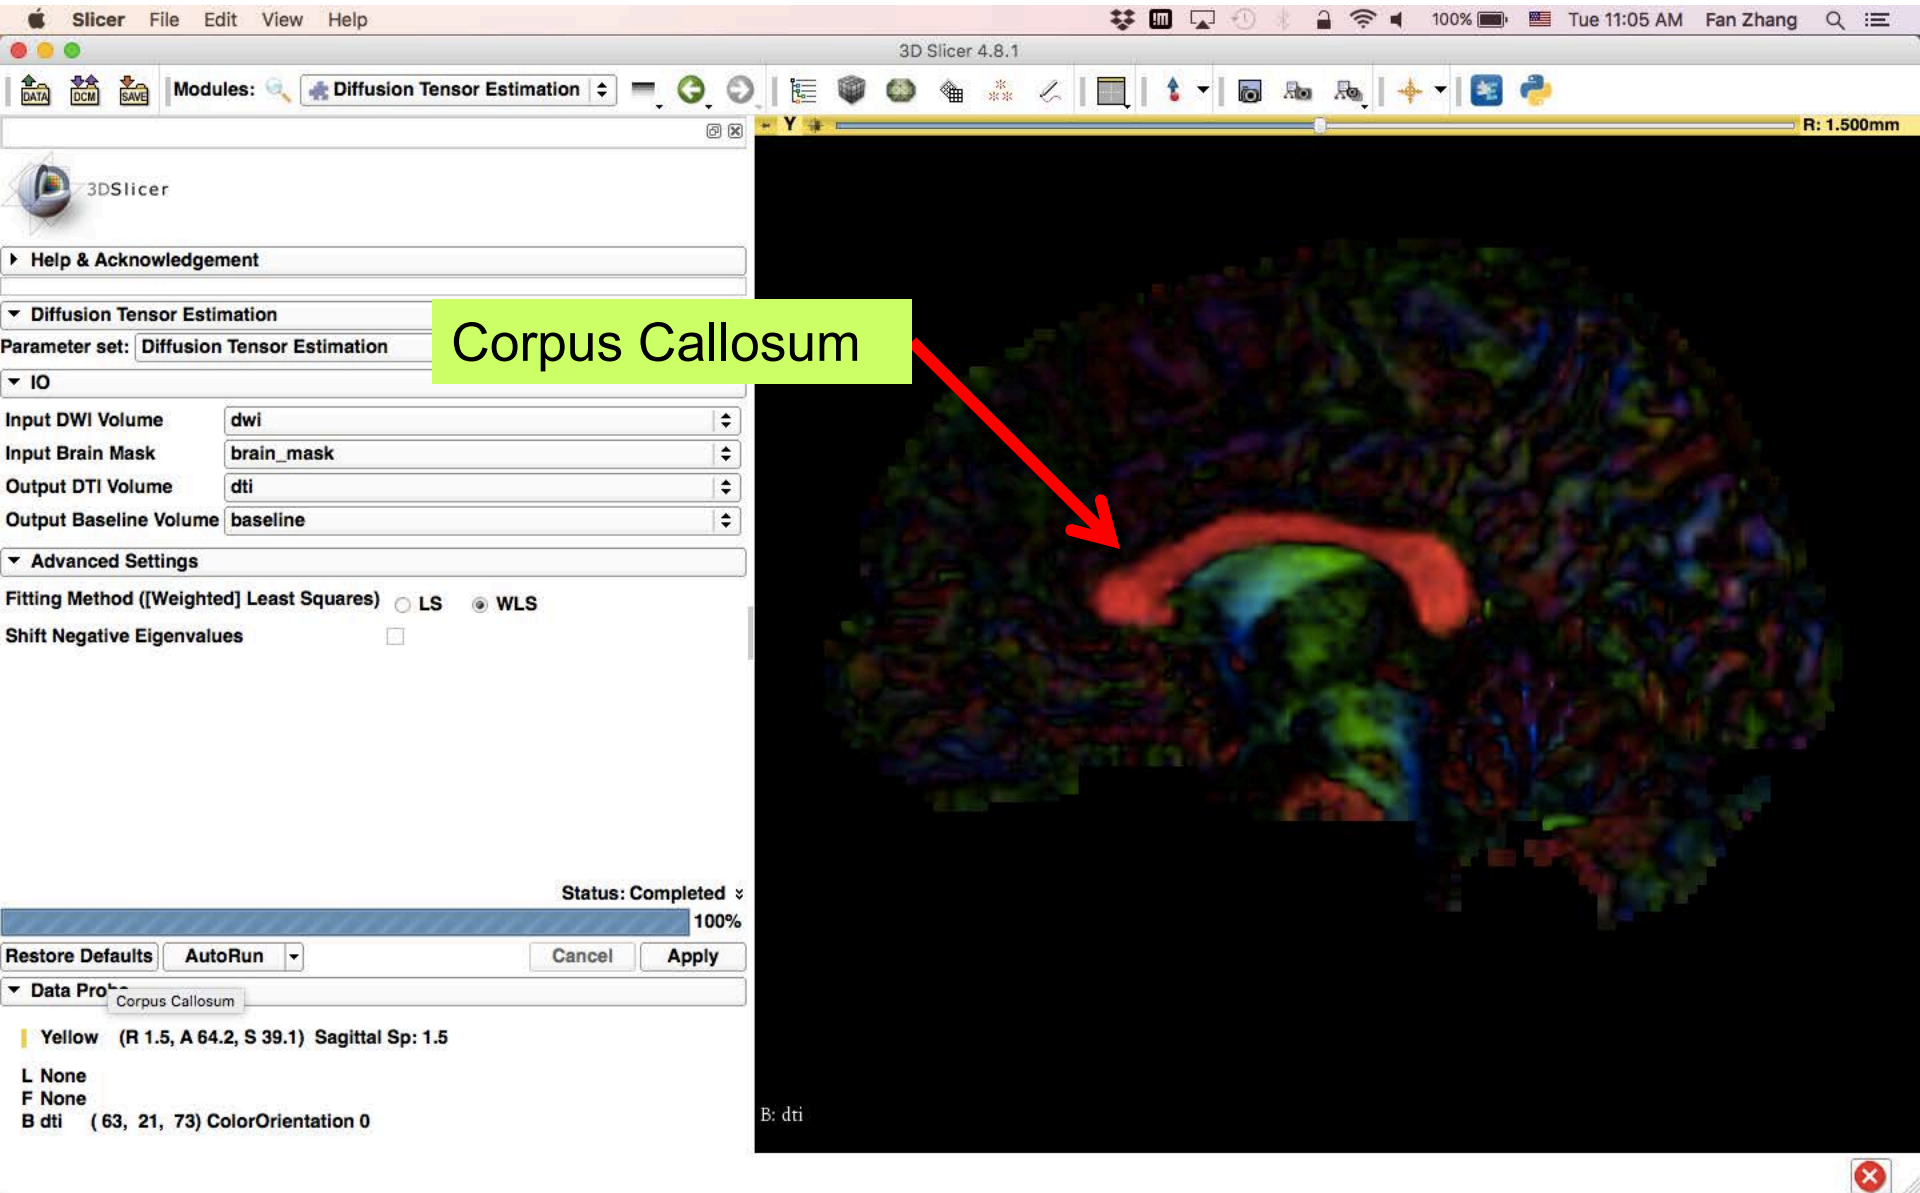 Slicer File Edit View Help 100% Tue 11:05 AM Fan Zhang
3D Slicer 4.8.1
DATA DCM SAVE Modules: Diffusion Tensor Estimation
Y R: 1.500mm
3DSlicer
Help & Acknowledgement
Diffusion Tensor Estimation
Corpus Callosum
Parameter set: Diffusion Tensor Estimation
IO
Input DWI Volume dwi
Input Brain Mask brain_mask
Output DTI Volume dti
Output Baseline Volume baseline
Advanced Settings
Fitting Method ([Weighted] Least Squares) LS WLS
Shift Negative Eigenvalues
Status: Completed
100%
Restore Defaults AutoRun Cancel Apply
Data Prob
Corpus Callosum
Yellow (R 1.5, A 64.2, S 39.1) Sagittal Sp: 1.5
L None
F None
B dti ( 63, 21, 73) ColorOrientation 0
B: dti